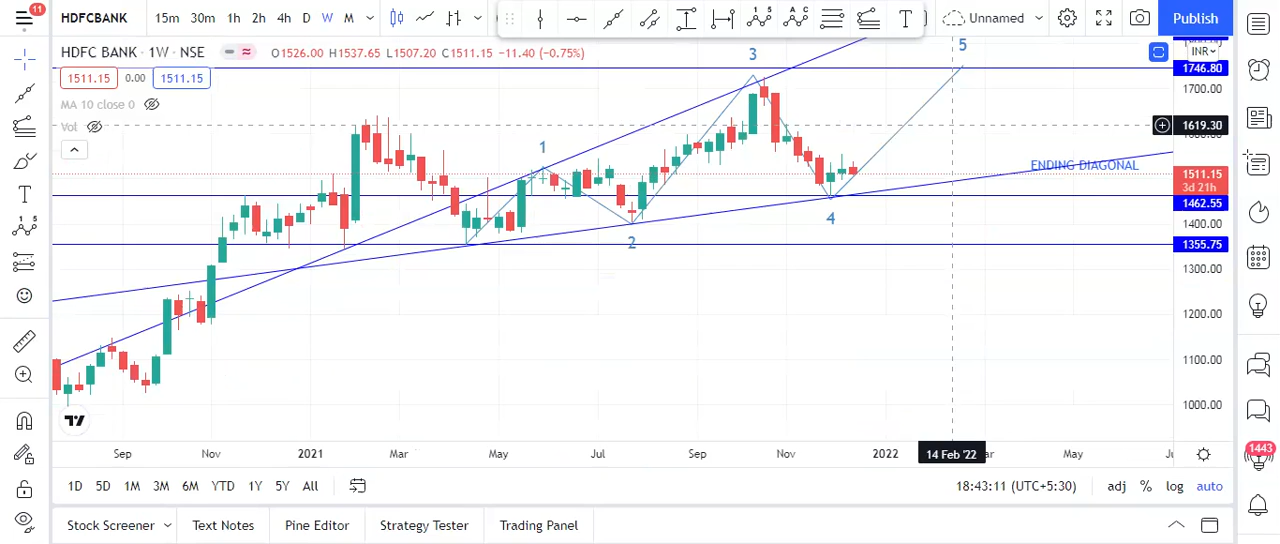 11
HDFCBANK 15m 30m 1h 2h 4h D W M Unnamed Publish
HDFC BANK · 1W · NSE O1526.00 H1537.65 L1507.20 C1511.15 −11.40 (−0.75%)
1511.15 0.00 1511.15
MA 10 close 0
Vol
INR
1746.80
1700.00
1619.30
1511.15
3d 21h
1462.55
1400.00
1355.75
1300.00
1200.00
1100.00
1000.00
1
2
3
4
5
ENDING DIAGONAL
Sep Nov 2021 Mar May Jul Sep Nov 2022 14 Feb '22 May
1D 5D 1M 3M 6M YTD 1Y 5Y All 18:43:11 (UTC+5:30) adj % log auto
Stock Screener Text Notes Pine Editor Strategy Tester Trading Panel
1443